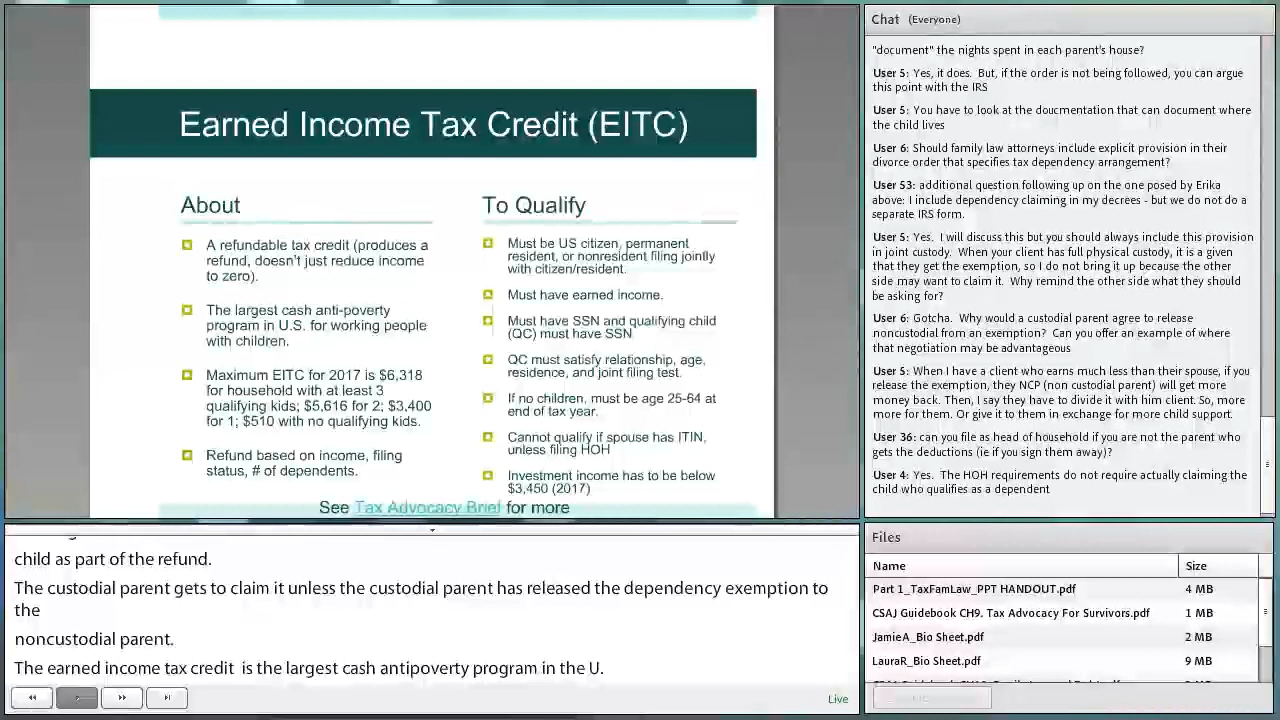 Earned Income Tax Credit (EITC)
About
A refundable tax credit (produces a
refund, doesn't just reduce income
to zero).
The largest cash anti-poverty
program in U.S. for working people
with children.
Maximum EITC for 2017 is $6,318
for household with at least 3
qualifying kids; $5,616 for 2; $3,400
for 1; $510 with no qualifying kids.
Refund based on income, filing
status, # of dependents.
To Qualify
Must be US citizen, permanent
resident, or nonresident filing jointly
with citizen/resident.
Must have earned income.
Must have SSN and qualifying child
(QC) must have SSN
QC must satisfy relationship, age,
residence, and joint filing test.
If no children, must be age 25-64 at
end of tax year.
Cannot qualify if spouse has ITIN,
unless filing HOH
Investment income has to be below
$3,450 (2017)
See Tax Advocacy Brief for more
child as part of the refund.
The custodial parent gets to claim it unless the custodial parent has released the dependency exemption to
the
noncustodial parent.
The earned income tax credit is the largest cash antipoverty program in the U.
Live
Chat (Everyone)
"document" the nights spent in each parent's house?
User 5: Yes, it does. But, if the order is not being followed, you can argue
this point with the IRS
User 5: You have to look at the doucmentation that can document where
the child lives
User 6: Should family law attorneys include explicit provision in their
divorce order that specifies tax dependency arrangement?
User 53: additional question following up on the one posed by Erika
above: I include dependency claiming in my decrees - but we do not do a
separate IRS form.
User 5: Yes. I will discuss this but you should always include this provision
in joint custody. When your client has full physical custody, it is a given
that they get the exemption, so I do not bring it up because the other
side may want to claim it. Why remind the other side what they should
be asking for?
User 6: Gotcha. Why would a custodial parent agree to release
noncustodial from an exemption? Can you offer an example of where
that negotiation may be advantageous
User 5: When I have a client who earns much less than their spouse, if you
release the exemption, they NCP (non custodial parent) will get more
money back. Then, I say they have to divide it with him client. So, more
more for them. Or give it to them in exchange for more child support.
User 36: can you file as head of household if you are not the parent who
gets the deductions (ie if you sign them away)?
User 4: Yes. The HOH requirements do not require actually claiming the
child who qualifies as a dependent
Files
Name Size
Part 1_TaxFamLaw_PPT HANDOUT.pdf 4 MB
CSAJ Guidebook CH9. Tax Advocacy For Survivors.pdf 1 MB
JamieA_Bio Sheet.pdf 2 MB
LauraR_Bio Sheet.pdf 9 MB